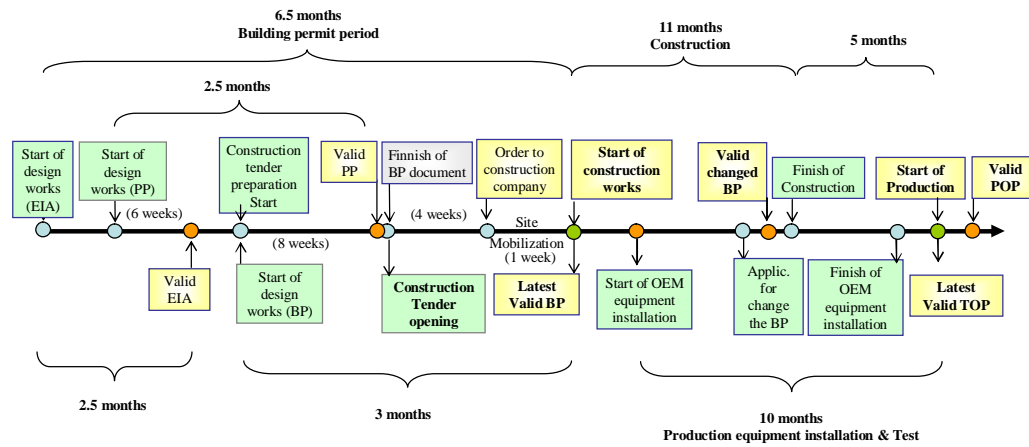 6.5 months
Building permit period
11 months
Construction
5 months
2.5 months
Start of
design
works
(EIA)
Start of
design
works (PP)
(6 weeks)
Construction
tender
preparation
Start
Valid
PP
Finnish of
BP document
(4 weeks)
Order to
construction
company
Start of
construction
works
Valid
changed
BP
Finish of
Construction
Start of
Production
Valid
POP
(8 weeks)
Site
Mobilization
(1 week)
Valid
EIA
Start of
design
works (BP)
Construction
Tender
opening
Latest
Valid BP
Start of OEM
equipment
installation
Applic.
for
change
the BP
Finish of
OEM
equipment
installation
Latest
Valid TOP
2.5 months
3 months
10 months
Production equipment installation & Test